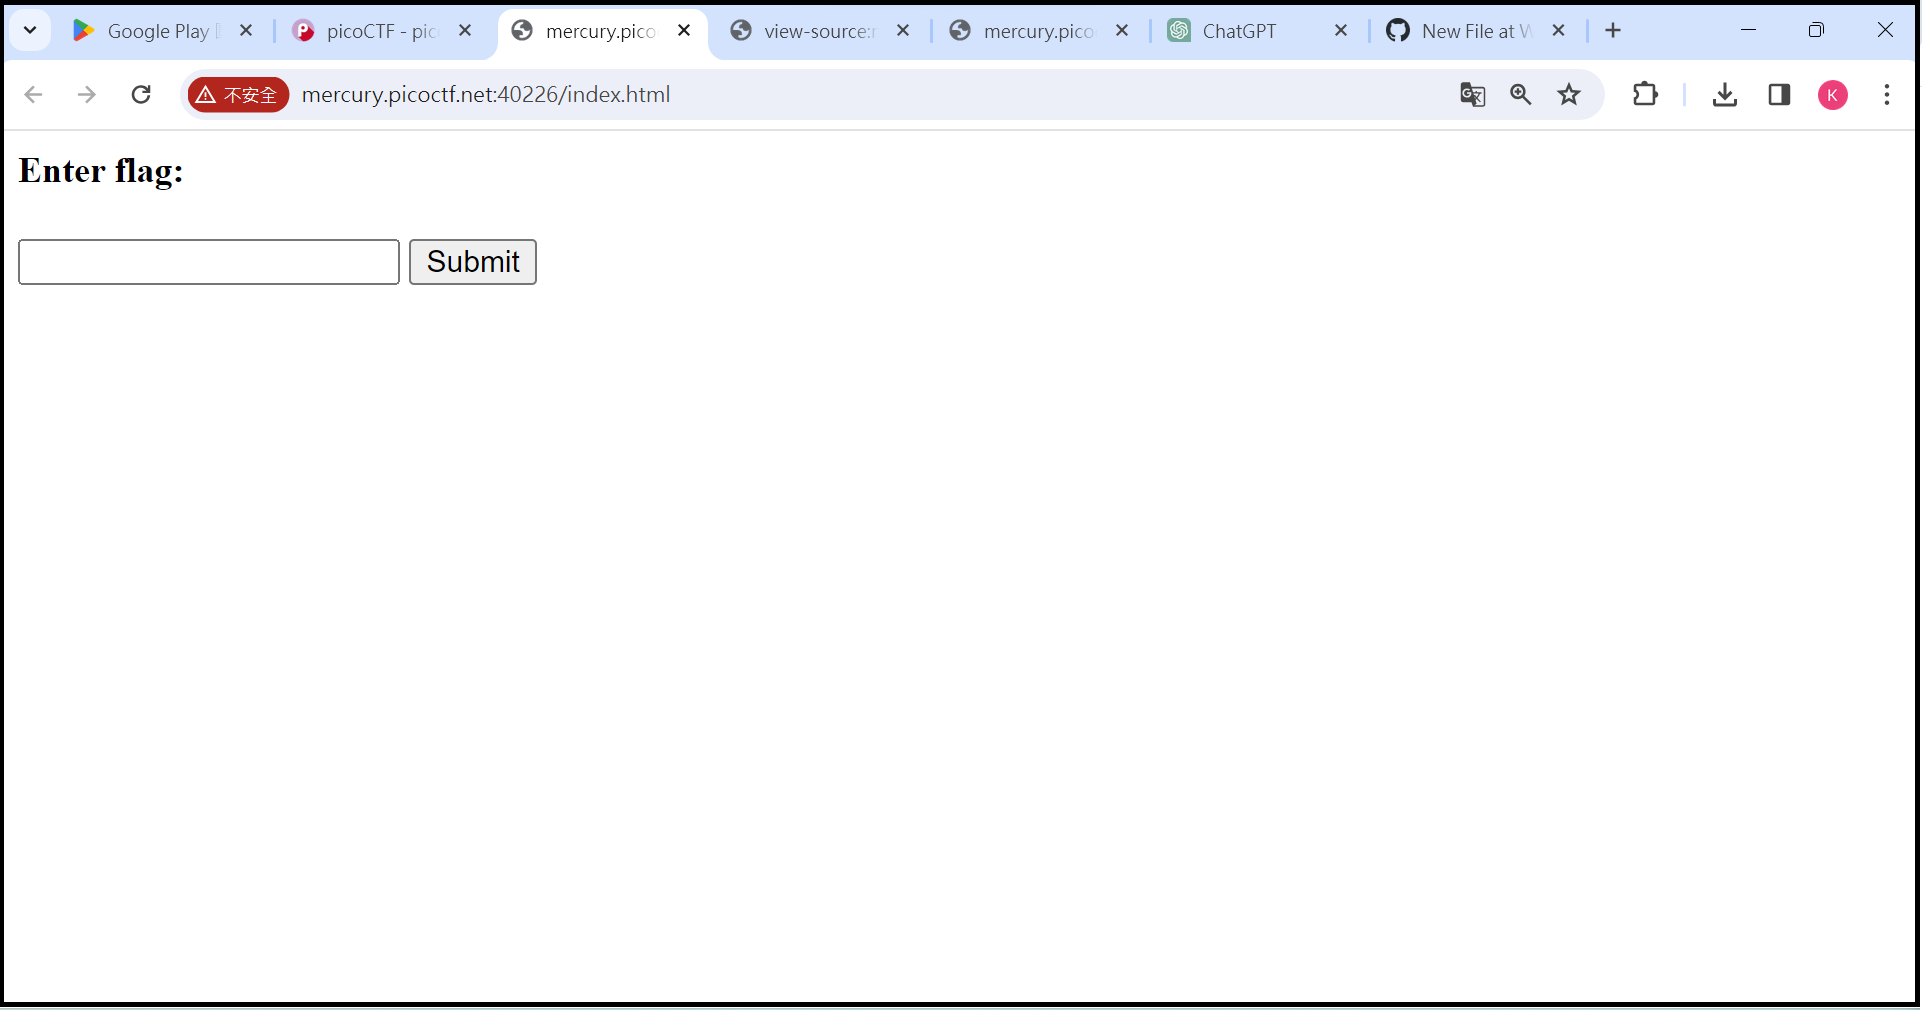 Google Play
picoCTF - pic
mercury.pico
view-source:
mercury.pico
ChatGPT
New File at
不安全
mercury.picoctf.net:40226/index.html
K
Enter flag:
Submit